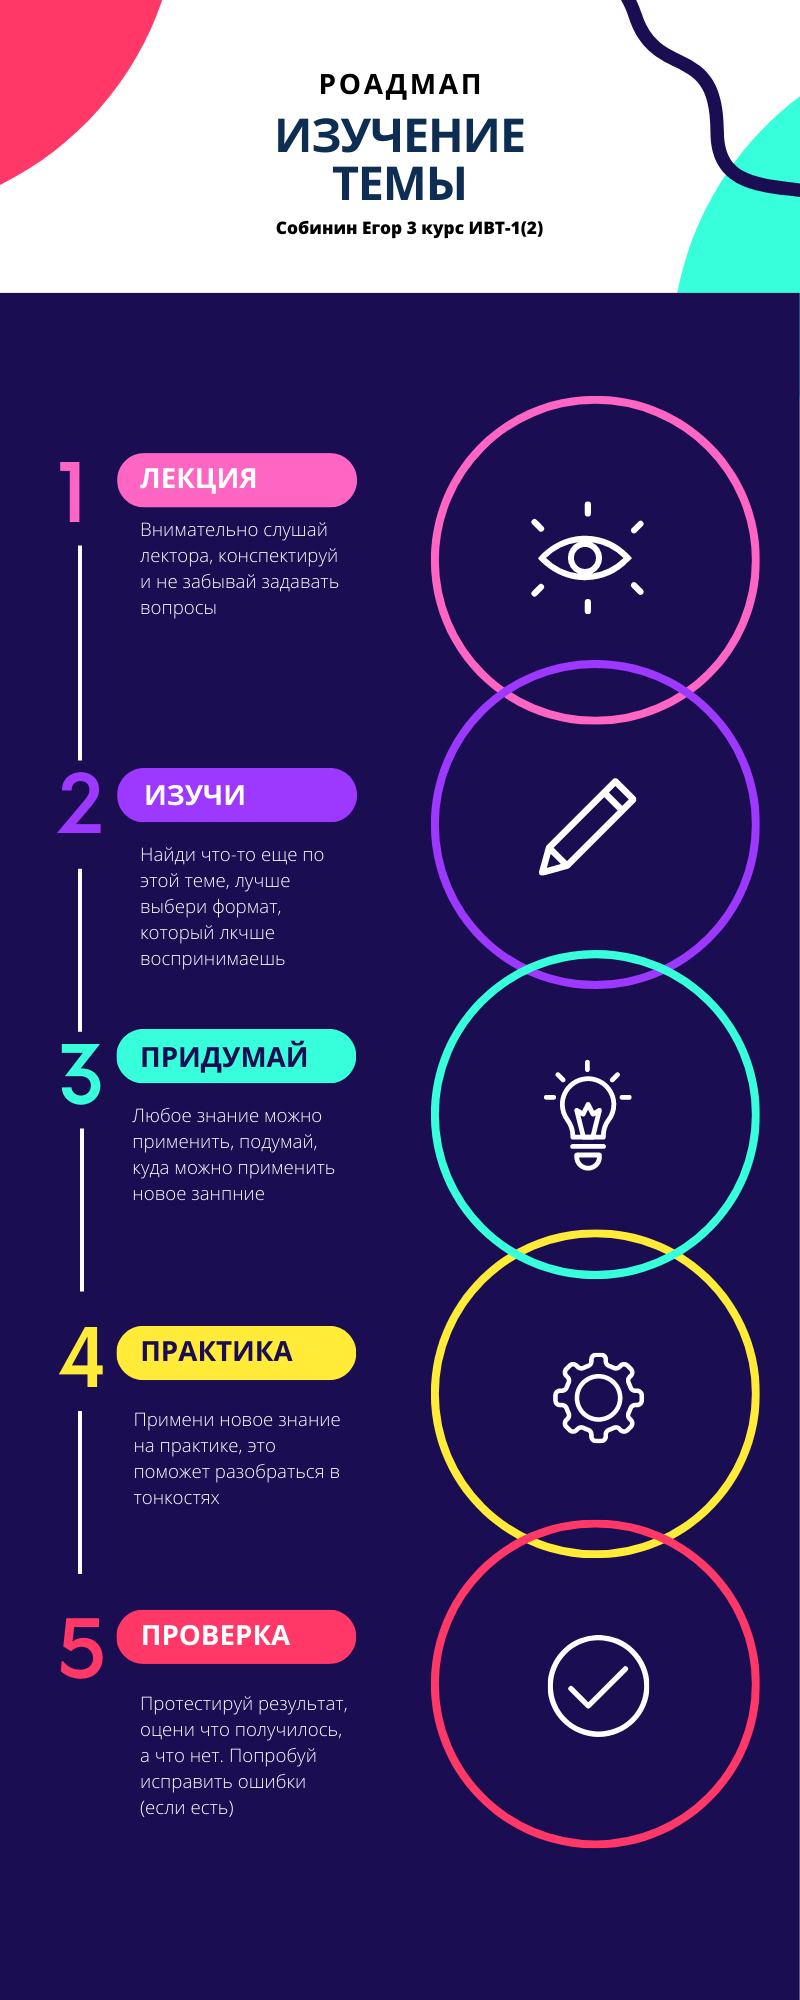 РОАДМАП
ИЗУЧЕНИЕ
ТЕМЫ
Собинин Егор 3 курс ИВТ-1(2)
1
ЛЕКЦИЯ
Внимательно слушай
лектора, конспектируй
и не забывай задавать
вопросы
2
ИЗУЧИ
Найди что-то еще по
этой теме, лучше
выбери формат,
который лкчше
воспринимаешь
3
ПРИДУМАЙ
Любое знание можно
применить, подумай,
куда можно применить
новое занпние
4
ПРАКТИКА
Примени новое знание
на практике, это
поможет разобраться в
тонкостях
5
ПРОВЕРКА
Протестируй результат,
оцени что получилось,
а что нет. Попробуй
исправить ошибки
(если есть)